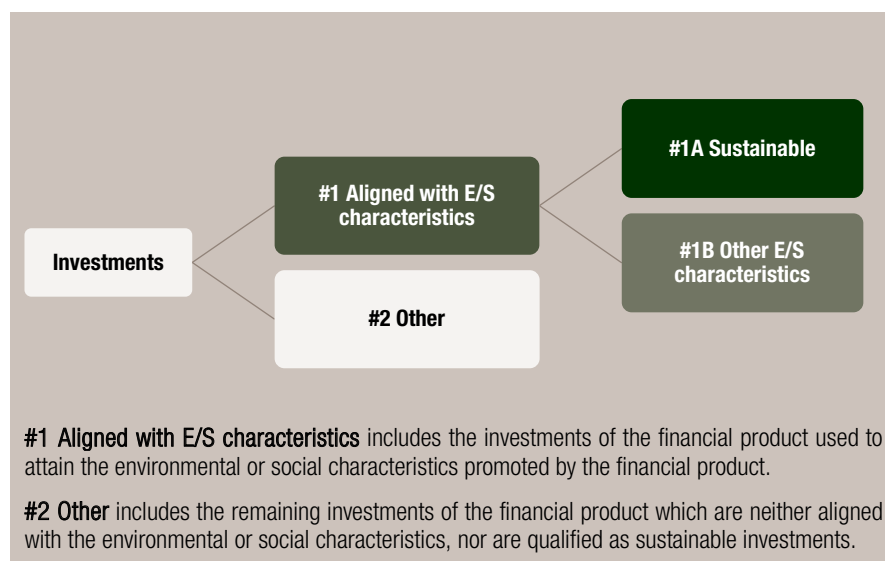 #1A Sustainable
#1 Aligned with E/S
characteristics
#1B Other E/S
characteristics
Investments
#2 Other
#1 Aligned with E/S characteristics includes the investments of the financial product used to
attain the environmental or social characteristics promoted by the financial product.
#2 Other includes the remaining investments of the financial product which are neither aligned
with the environmental or social characteristics, nor are qualified as sustainable investments.